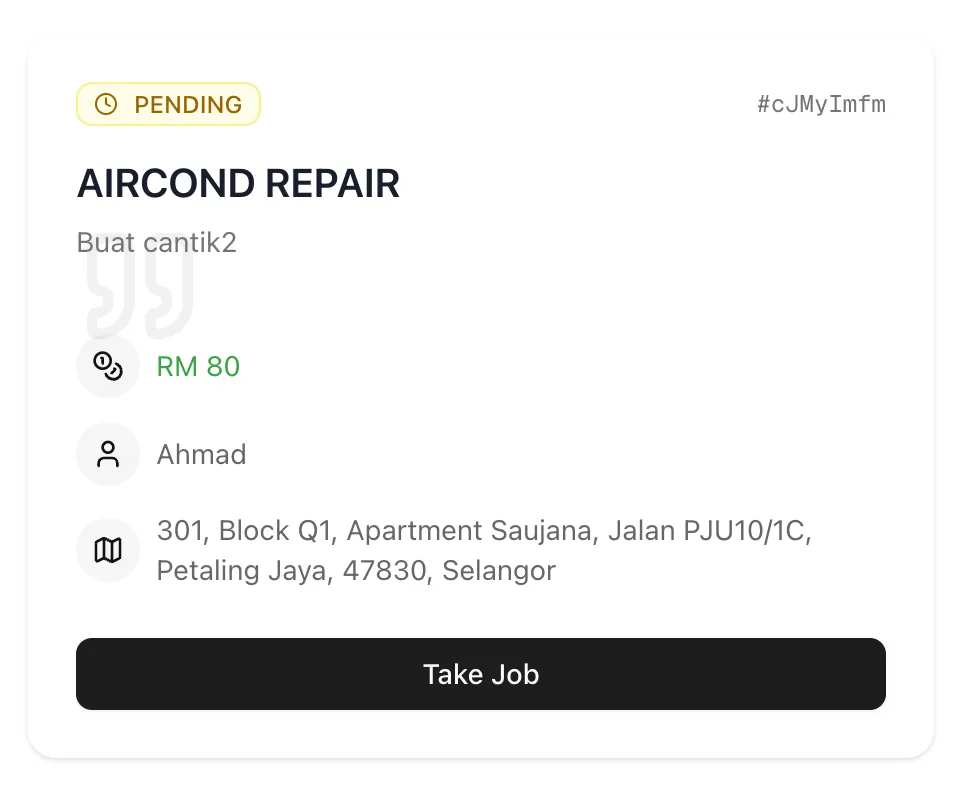 PENDING
#cJMyImfm
AIRCOND REPAIR
Buat cantik2
RM 80
Ahmad
301, Block Q1, Apartment Saujana, Jalan PJU10/1C,
Petaling Jaya, 47830, Selangor
Take Job